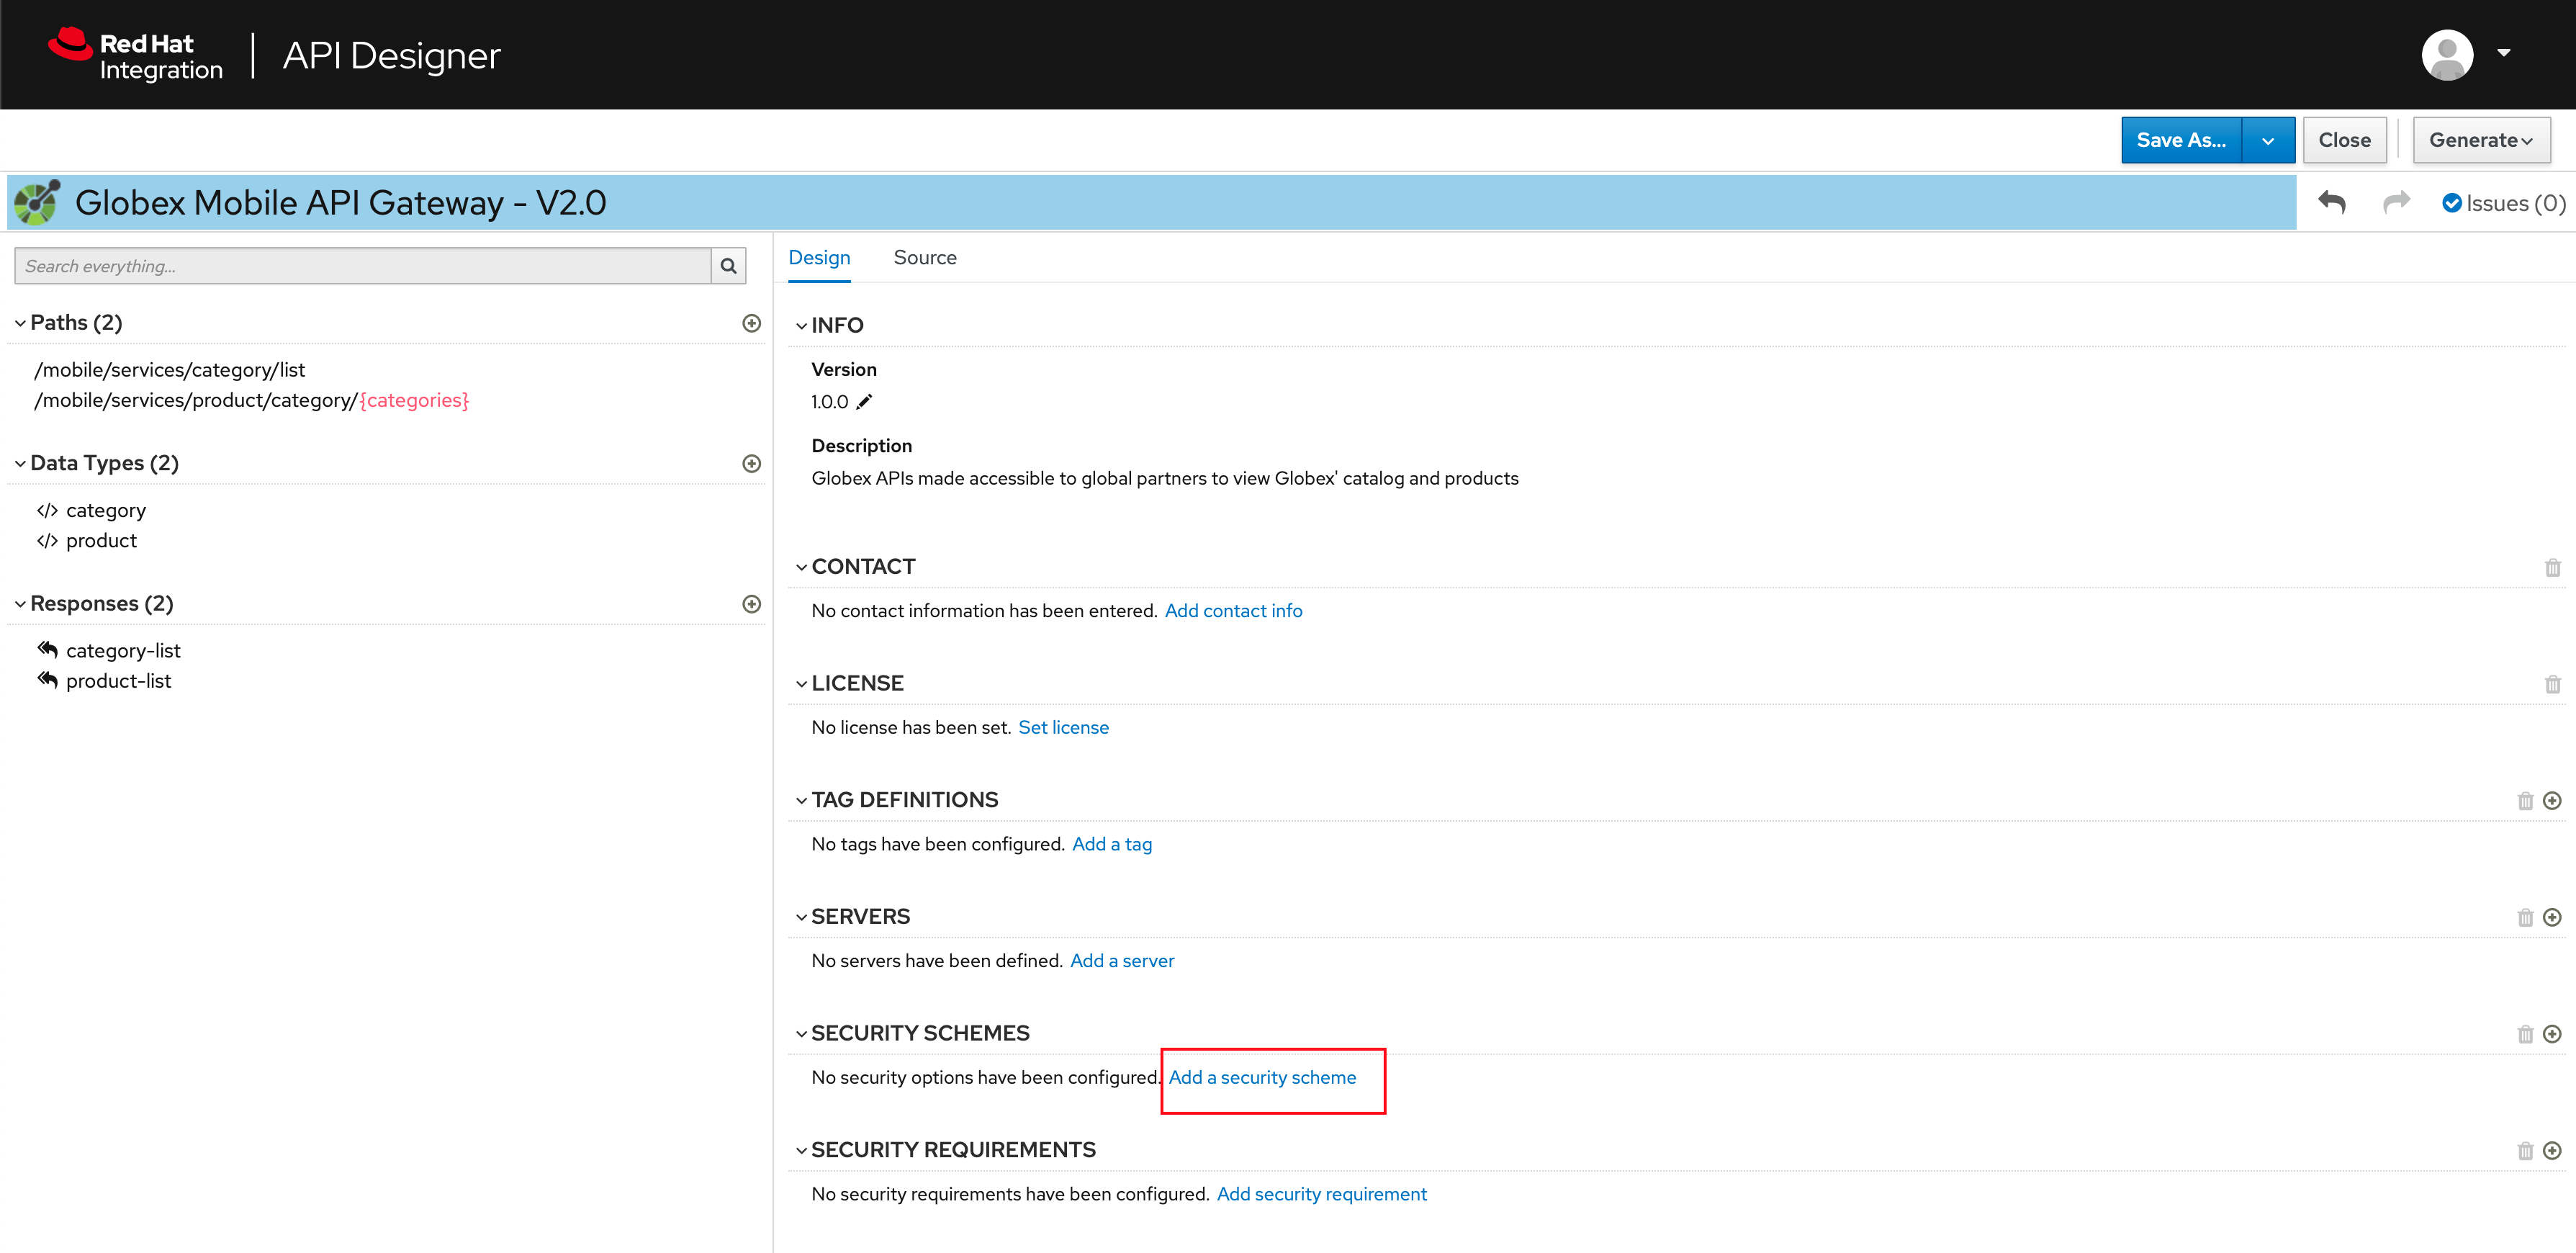 Red Hat
Integration
API Designer
Save As...
Close
Generate
Globex Mobile API Gateway - V2.0
Issues (0)
Search everything...
Paths (2)
/mobile/services/category/list
/mobile/services/product/category/{categories}
Data Types (2)
</> category
</> product
Responses (2)
category-list
product-list
Design
Source
INFO
Version
1.0.0
Description
Globex APIs made accessible to global partners to view Globex' catalog and products
CONTACT
No contact information has been entered. Add contact info
LICENSE
No license has been set. Set license
TAG DEFINITIONS
No tags have been configured. Add a tag
SERVERS
No servers have been defined. Add a server
SECURITY SCHEMES
No security options have been configured. Add a security scheme
SECURITY REQUIREMENTS
No security requirements have been configured. Add security requirement